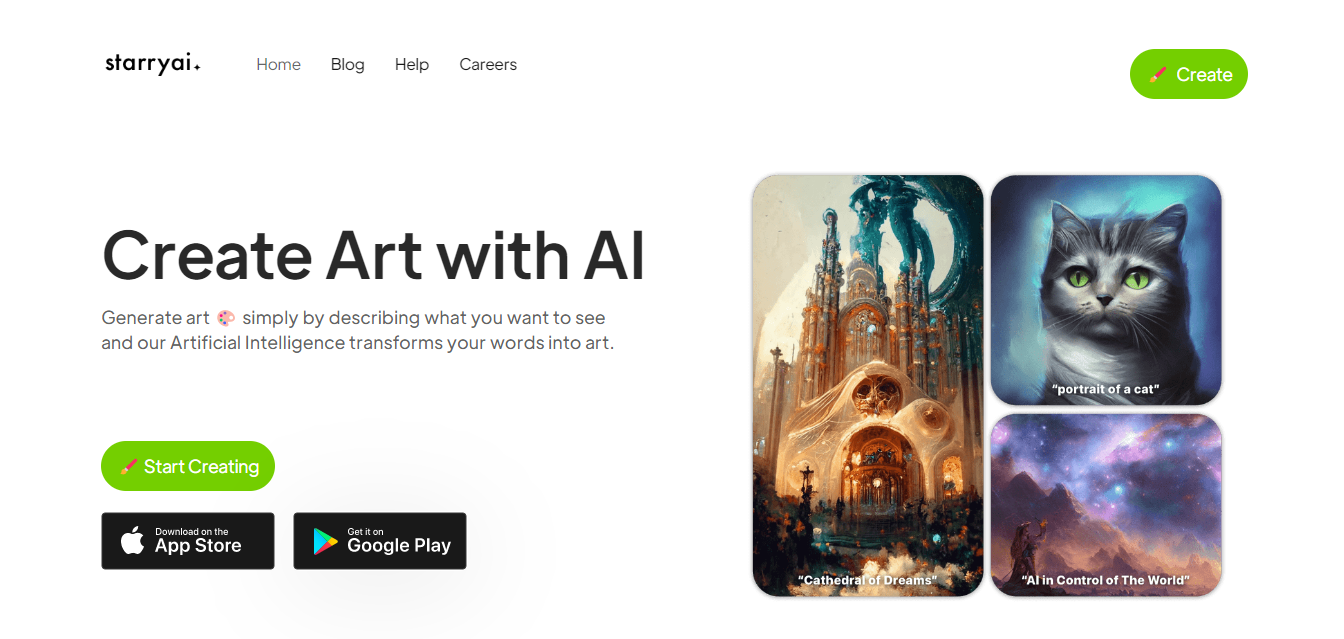 starryai
Home
Blog
Help
Careers
Create
Create Art with AI
Generate art 🎨 simply by describing what you want to see
and our Artificial Intelligence transforms your words into art.
Start Creating
Download on the
App Store
Get it on
Google Play
“Cathedral of Dreams”
“portrait of a cat”
“AI in Control of The World”